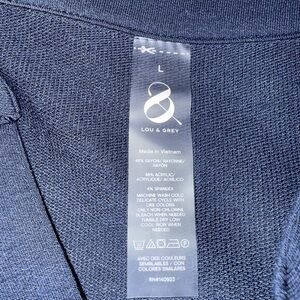 L
LOU & GREY
Made in Vietnam
48% RAYON/ RAYONNE/
RAYÓN
48% ACRYLIC/
ACRYLIQUE/ ACRÍLICO
4% SPANDEX
MACHINE WASH COLD
DELICATE CYCLE WITH
LIKE COLORS
ONLY NON-CHLORINE
BLEACH WHEN NEEDED
TUMBLE DRY LOW
COOL IRON WHEN
NEEDED
AVEC DES COULEURS
SEMBLABLES / CON
COLORES SIMILARES